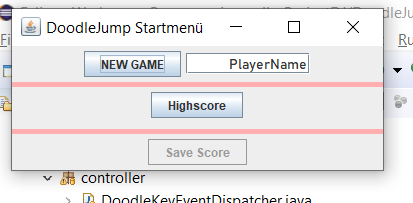 DoodleJump Startmenü
NEW GAME
PlayerName
Highscore
Save Score
controller
DoodleKeyEventDispatcher.java